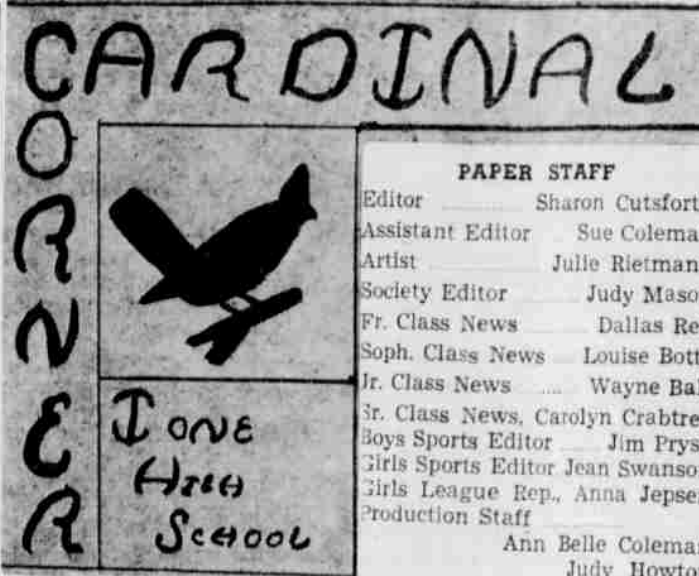 CARDINAL
CORNER
IONE
HIGH
SCHOOL
PAPER STAFF
Editor Sharon Cutsfort
Assistant Editor Sue Colema
Artist Julie Rietman
Society Editor Judy Maso
Fr. Class News Dallas Re
Soph. Class News Louise Bott
Jr. Class News Wayne Ba
Sr. Class News, Carolyn Crabtre
Boys Sports Editor Jim Prys
Girls Sports Editor Jean Swanso
Girls League Rep., Anna Jepse
Production Staff
Ann Belle Colema
Judy Howto